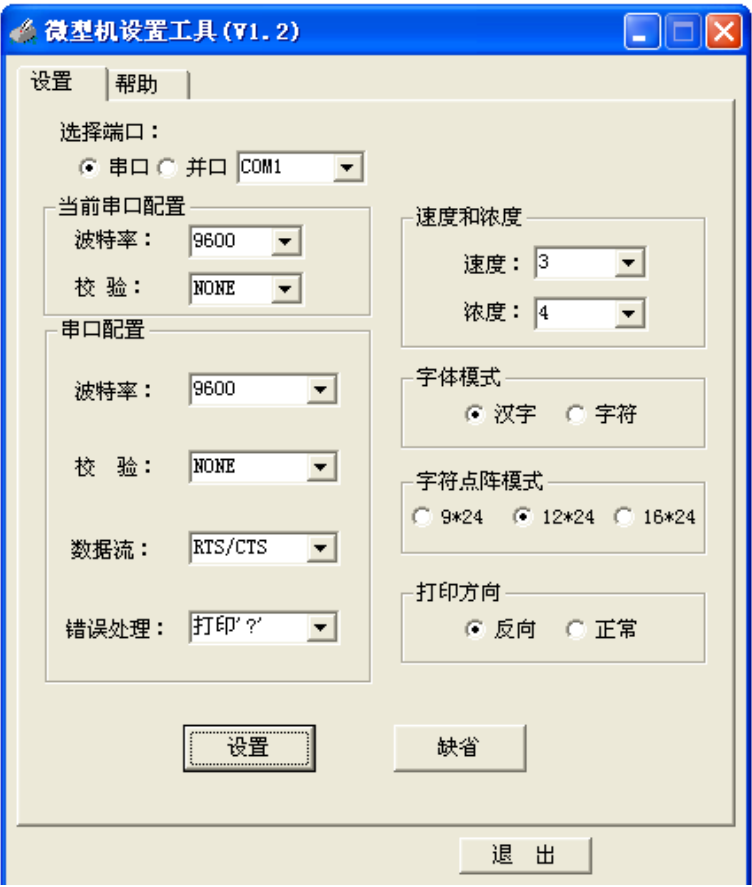 微型机设置工具(V1.2)
设置 帮助
选择端口：
串口 并口 COM1
当前串口配置
波特率： 9600
校 验： NONE
串口配置
波特率： 9600
校 验： NONE
数据流： RTS/CTS
错误处理： 打印'?'
速度和浓度
速度： 3
浓度： 4
字体模式
汉字 字符
字符点阵模式
9*24 12*24 16*24
打印方向
反向 正常
设置 缺省
退 出